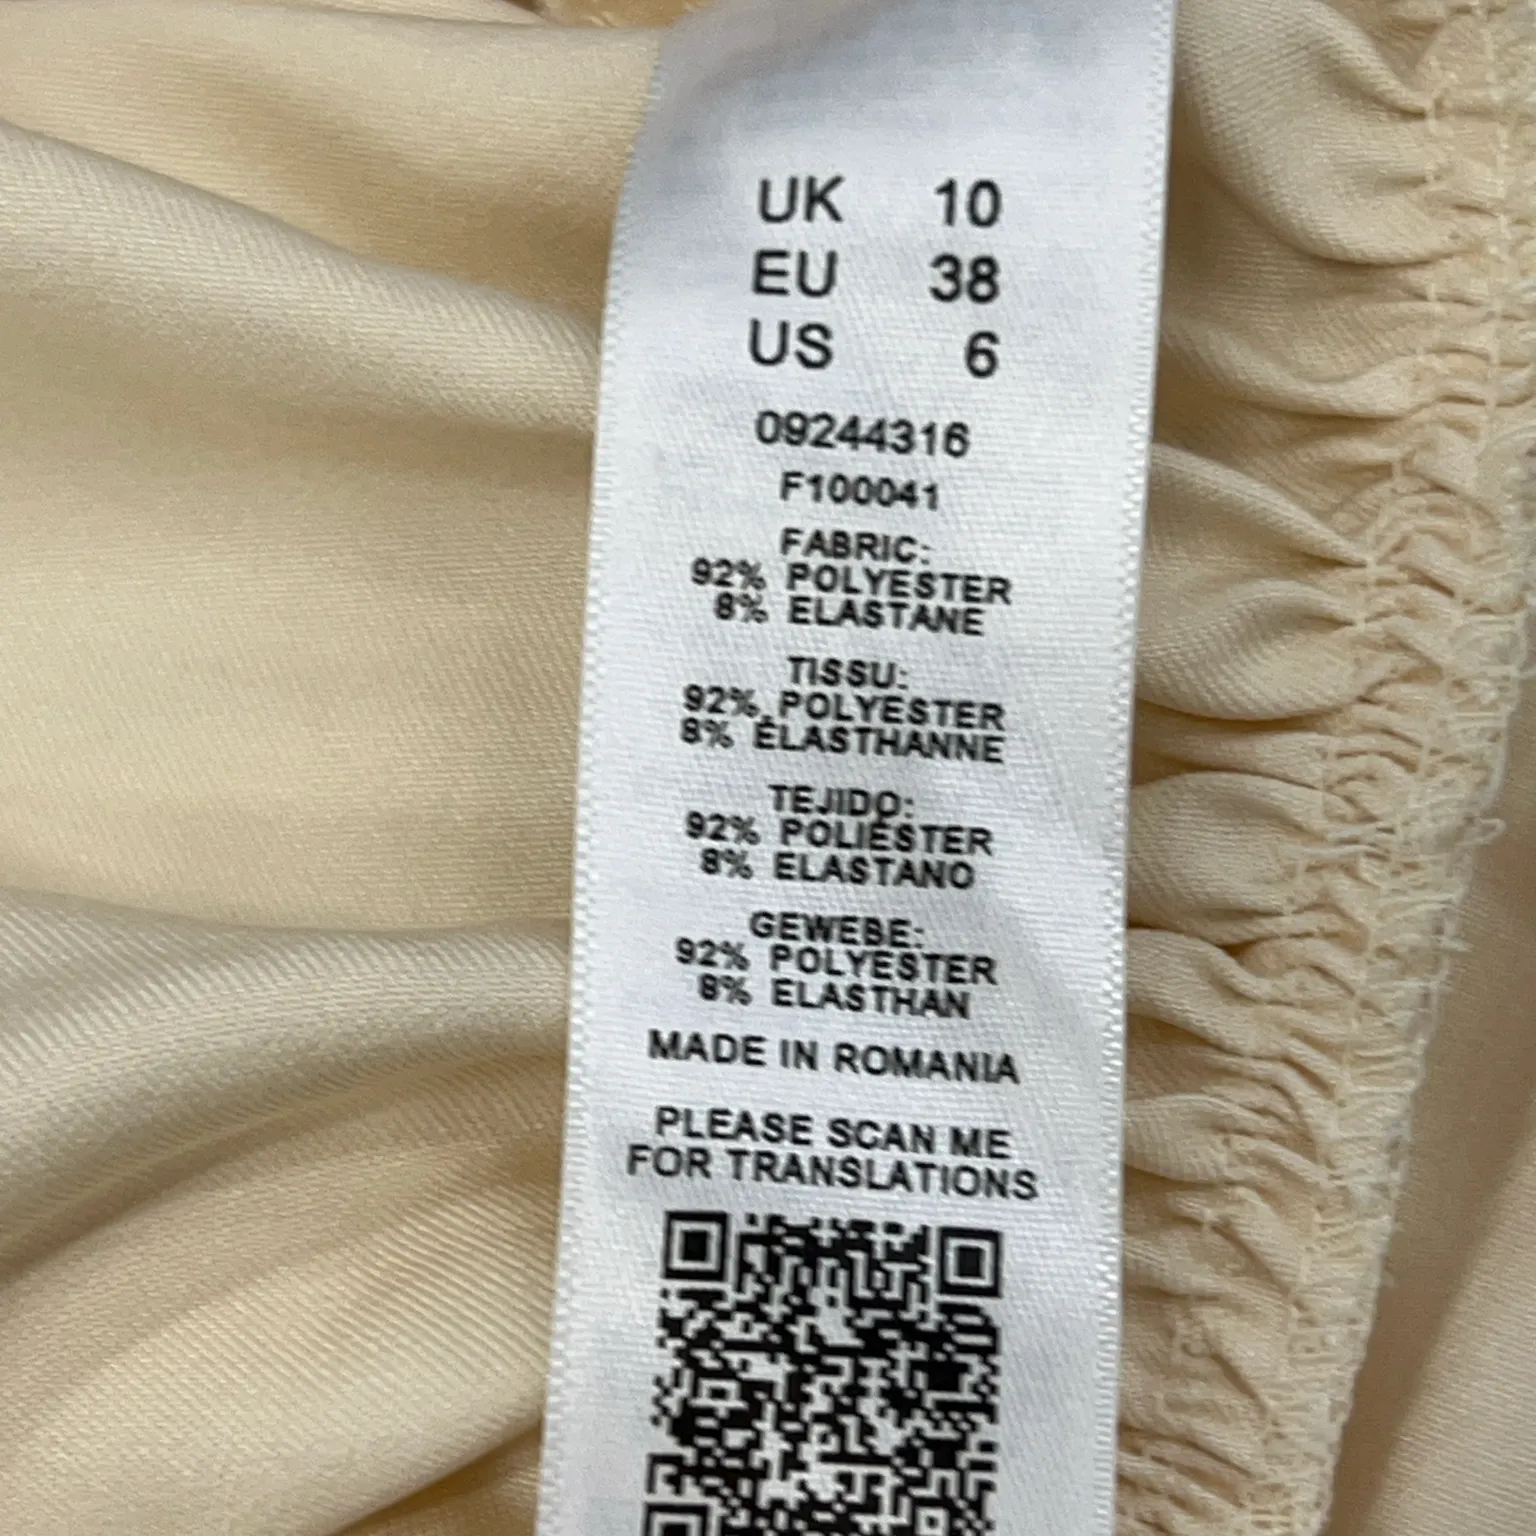 UK 10
EU 38
US 6
09244316
F100041
FABRIC:
92% POLYESTER
8% ELASTANE
TISSU:
92% POLYESTER
8% ÉLASTHANNE
TEJIDO:
92% POLIÉSTER
8% ELASTANO
GEWEBE:
92% POLYESTER
8% ELASTHAN
MADE IN ROMANIA
PLEASE SCAN ME
FOR TRANSLATIONS